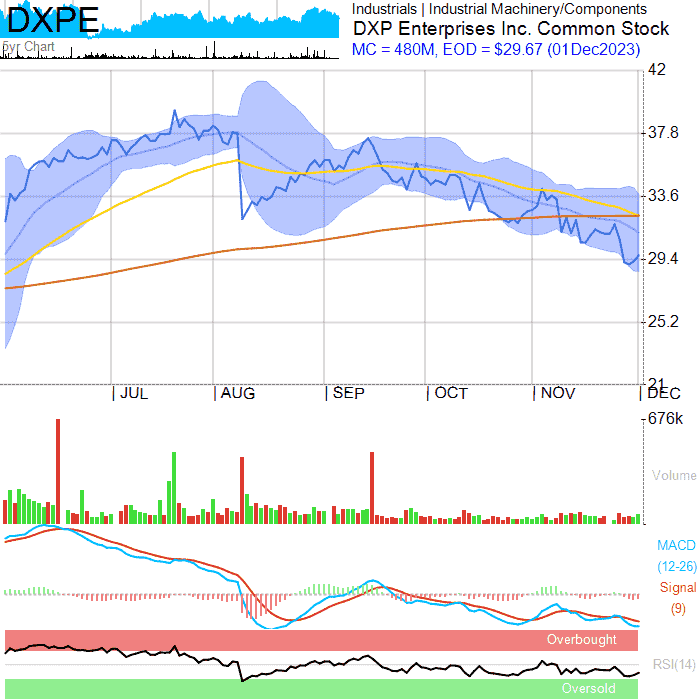 DXPE
5yr Chart
Industrials | Industrial Machinery/Components
DXP Enterprises Inc. Common Stock
MC = 480M, EOD = $29.67 (01Dec2023)
42
37.8
33.6
29.4
25.2
21
JUL AUG SEP OCT NOV DEC
676k
Volume
MACD
(12-26)
Signal
(9)
Overbought
RSI(14)
Oversold